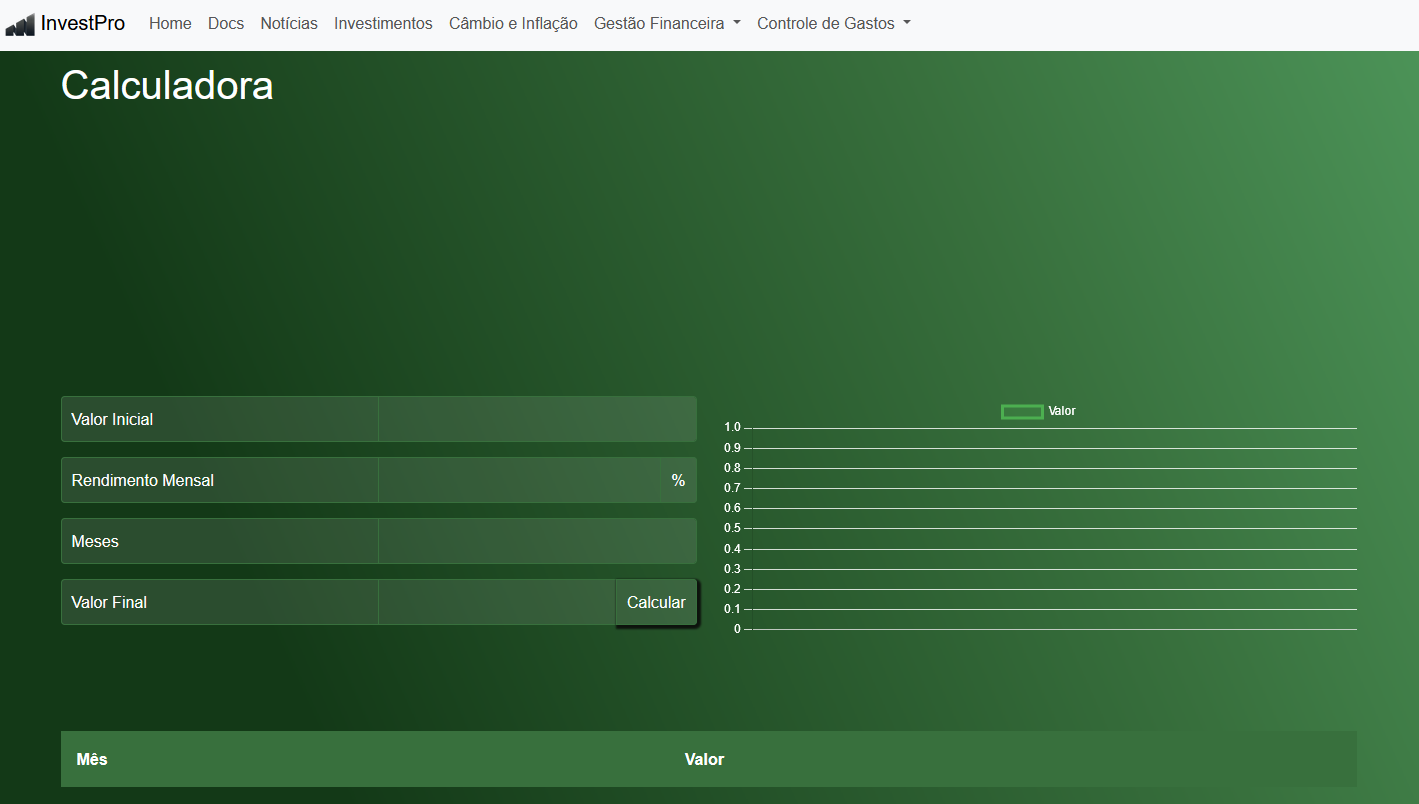 InvestPro Home Docs Notícias Investimentos Câmbio e Inflação Gestão Financeira Controle de Gastos
Calculadora
Valor Inicial
Rendimento Mensal %
Meses
Valor Final Calcular
Valor
1.0
0.9
0.8
0.7
0.6
0.5
0.4
0.3
0.2
0.1
0
Mês Valor